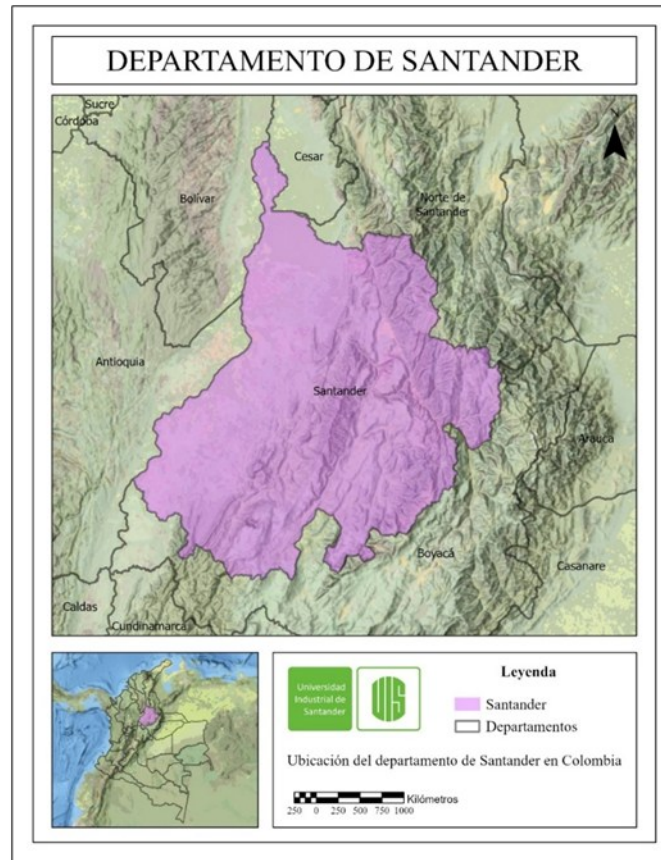 DEPARTAMENTO DE SANTANDER
Sucre
Córdoba
Cesar
Bolívar
Norte de
Santander
Antioquia
Santander
Arauca
Boyacá
Casanare
Caldas
Cundinamarca
Universidad
Industrial de
Santander
UIS
Leyenda
Santander
Departamentos
Ubicación del departamento de Santander en Colombia
250 0 250 500 750 1000 Kilómetros